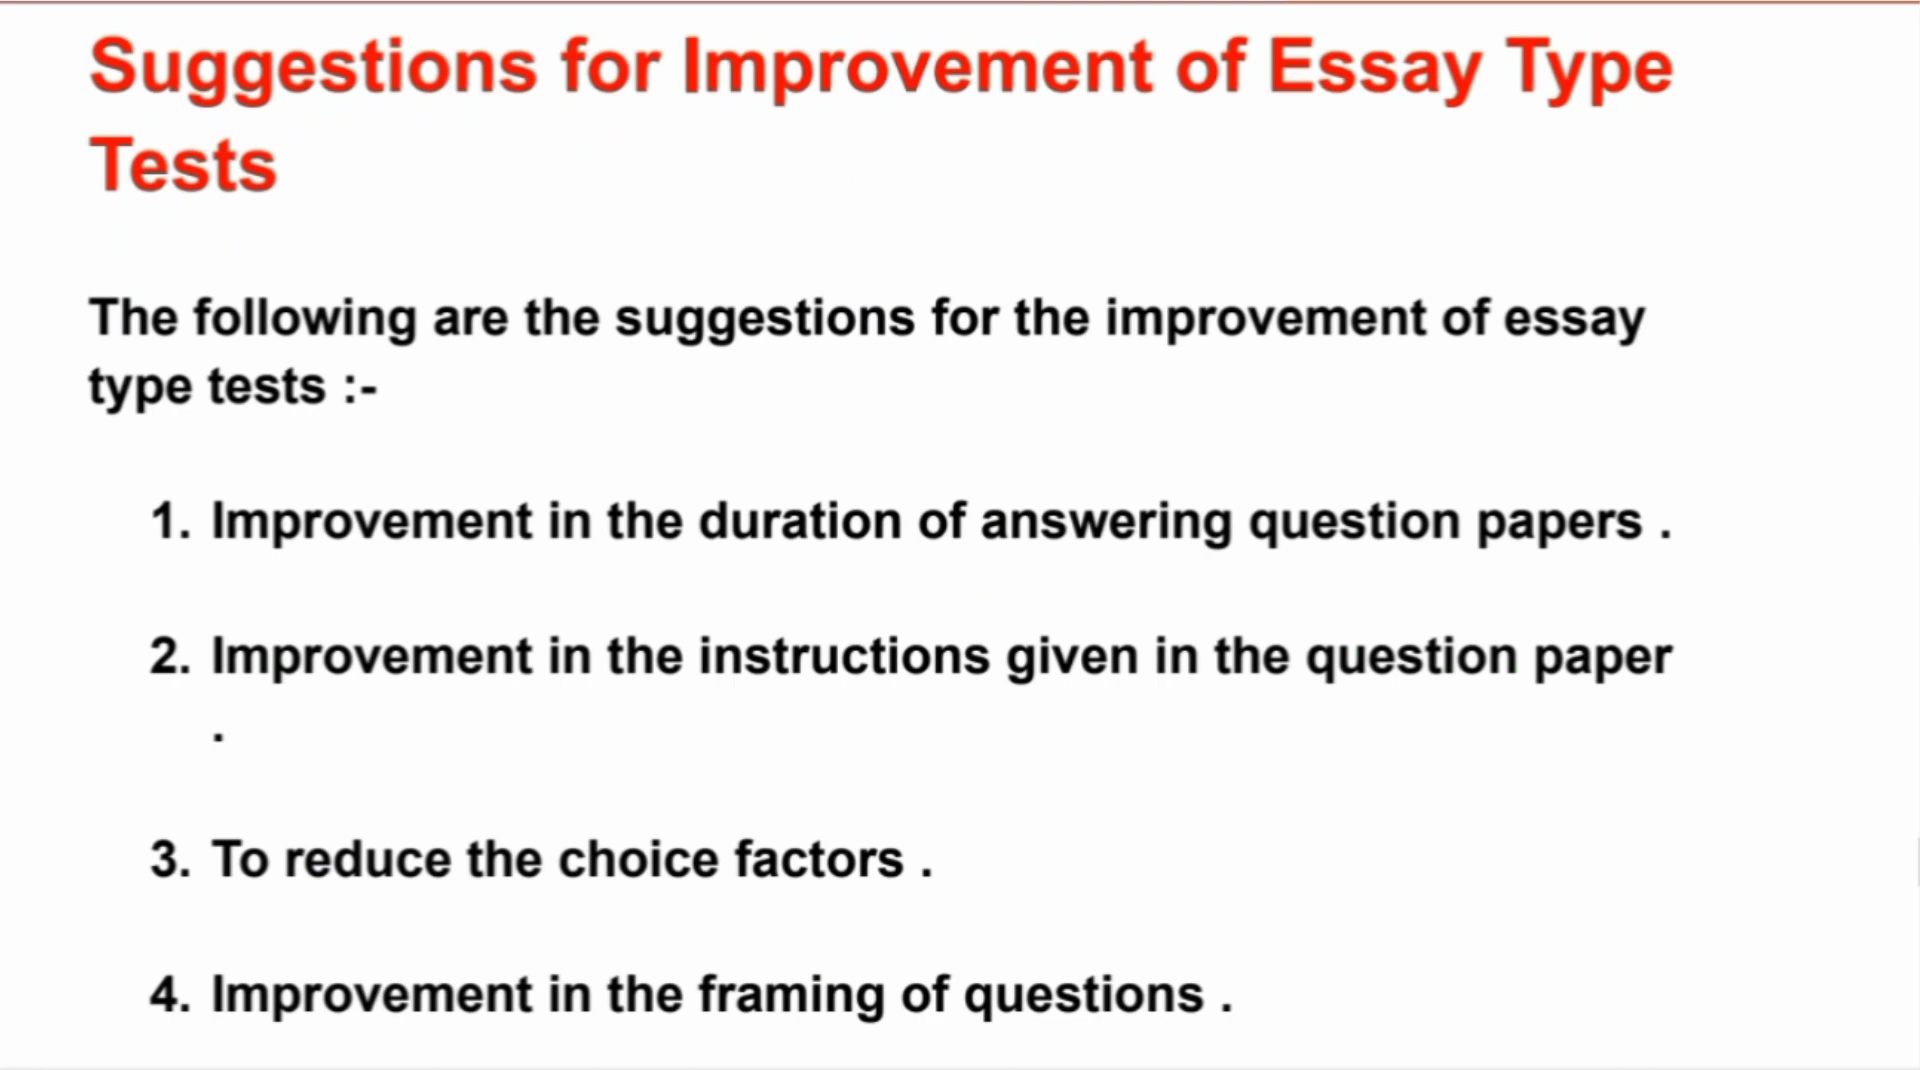 Suggestions for Improvement of Essay Type
Tests
The following are the suggestions for the improvement of essay
type tests :-
1. Improvement in the duration of answering question papers .
2. Improvement in the instructions given in the question paper
.
3. To reduce the choice factors .
4. Improvement in the framing of questions .